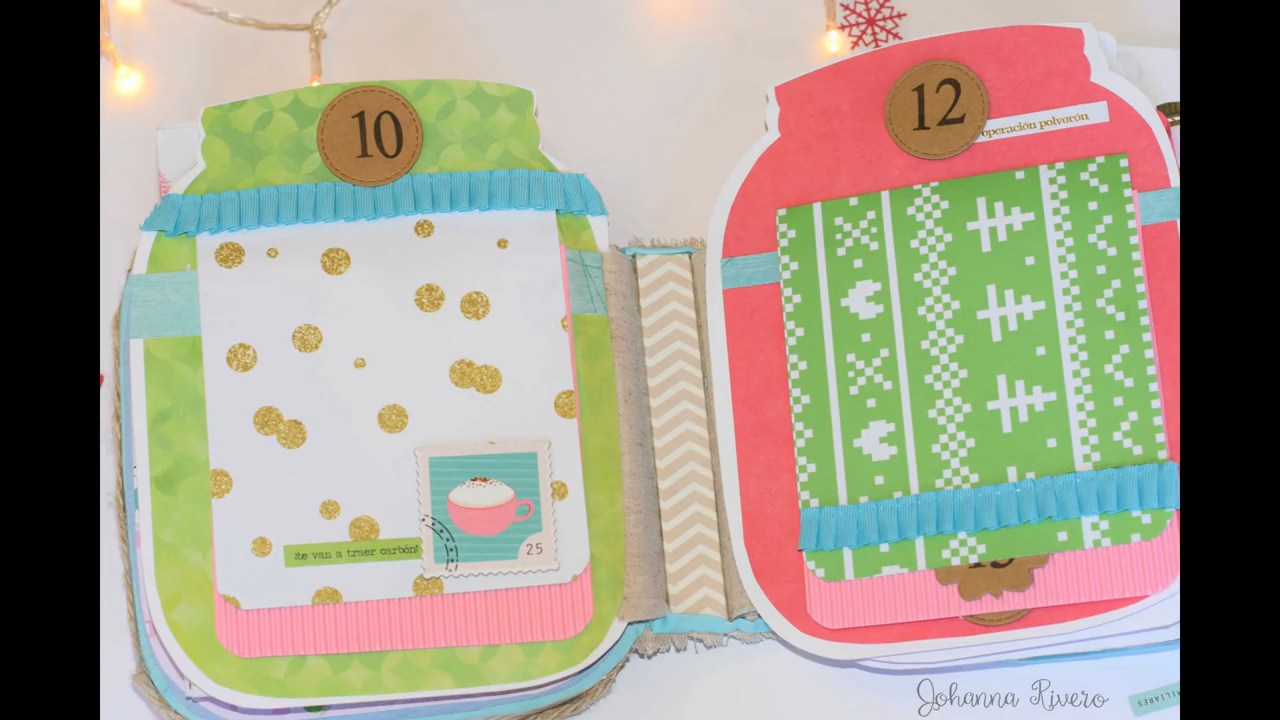 10
12
operación polvorón
¡te van a traer carbón!
25
Johanna Rivero